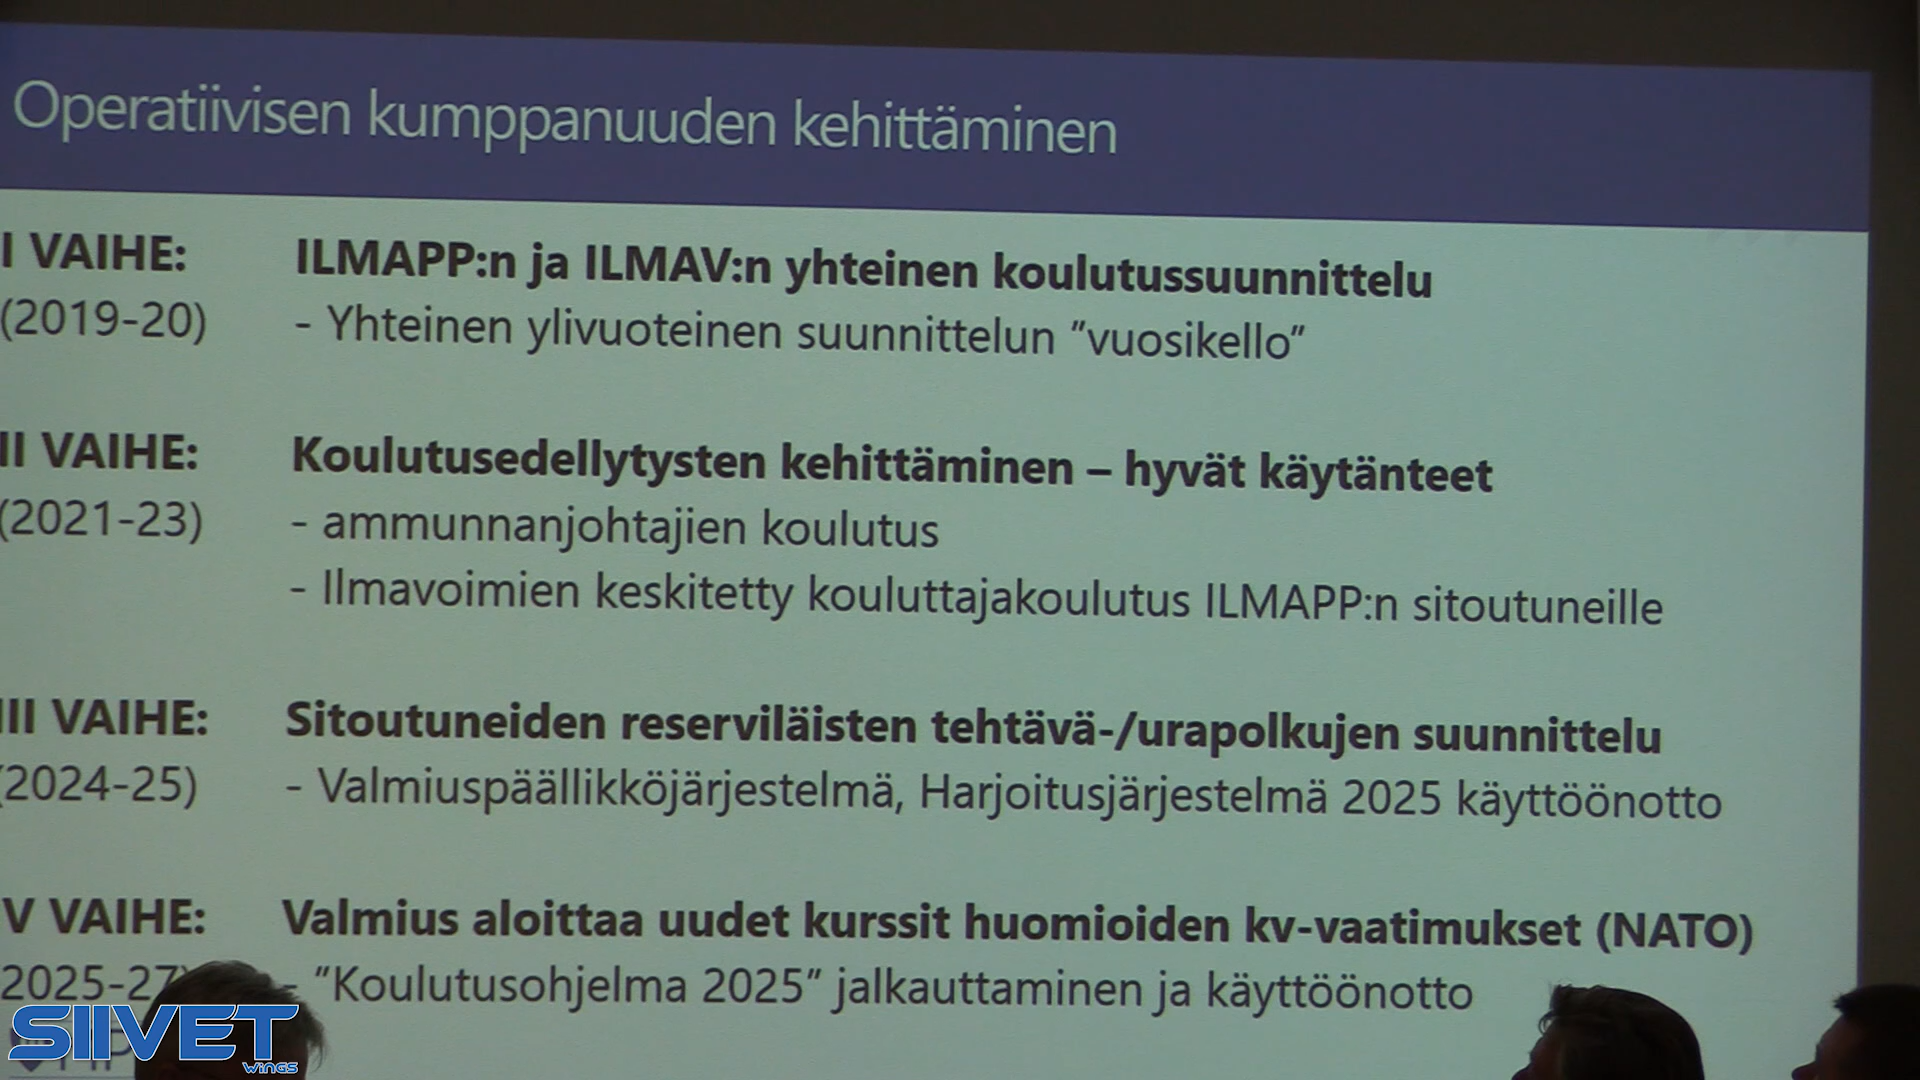 Operatiivisen kumppanuuden kehittäminen
I VAIHE: ILMAPP:n ja ILMAV:n yhteinen koulutussuunnittelu
(2019-20) - Yhteinen ylivuoteinen suunnittelun ”vuosikello”
II VAIHE: Koulutusedellytysten kehittäminen – hyvät käytänteet
(2021-23) - ammunnanjohtajien koulutus
- Ilmavoimien keskitetty kouluttajakoulutus ILMAPP:n sitoutuneille
III VAIHE: Sitoutuneiden reserviläisten tehtävä-/urapolkujen suunnittelu
(2024-25) - Valmiuspäällikköjärjestelmä, Harjoitusjärjestelmä 2025 käyttöönotto
V VAIHE: Valmius aloittaa uudet kurssit huomioiden kv-vaatimukset (NATO)
2025-27) - ”Koulutusohjelma 2025” jalkauttaminen ja käyttöönotto
SIIVET
WINGS